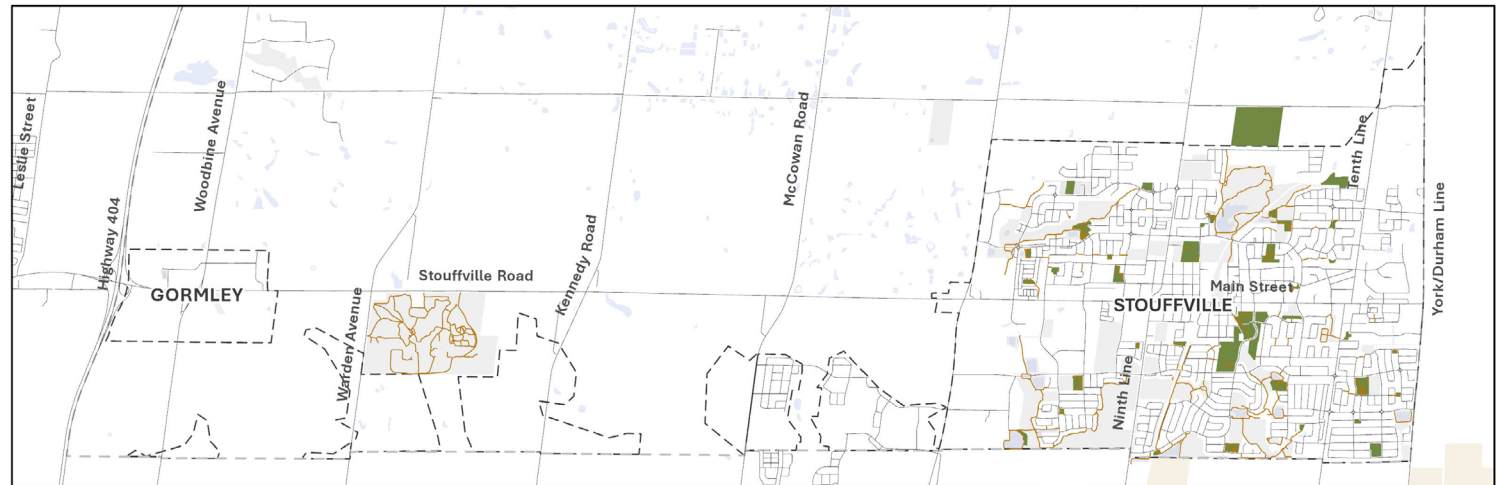 Leslie Street
Highway 404
Woodbine Avenue
GORMLEY
Warden Avenue
Stouffville Road
Kennedy Road
McCowan Road
Ninth Line
STOUFFVILLE
Main Street
Tenth Line
York/Durham Line